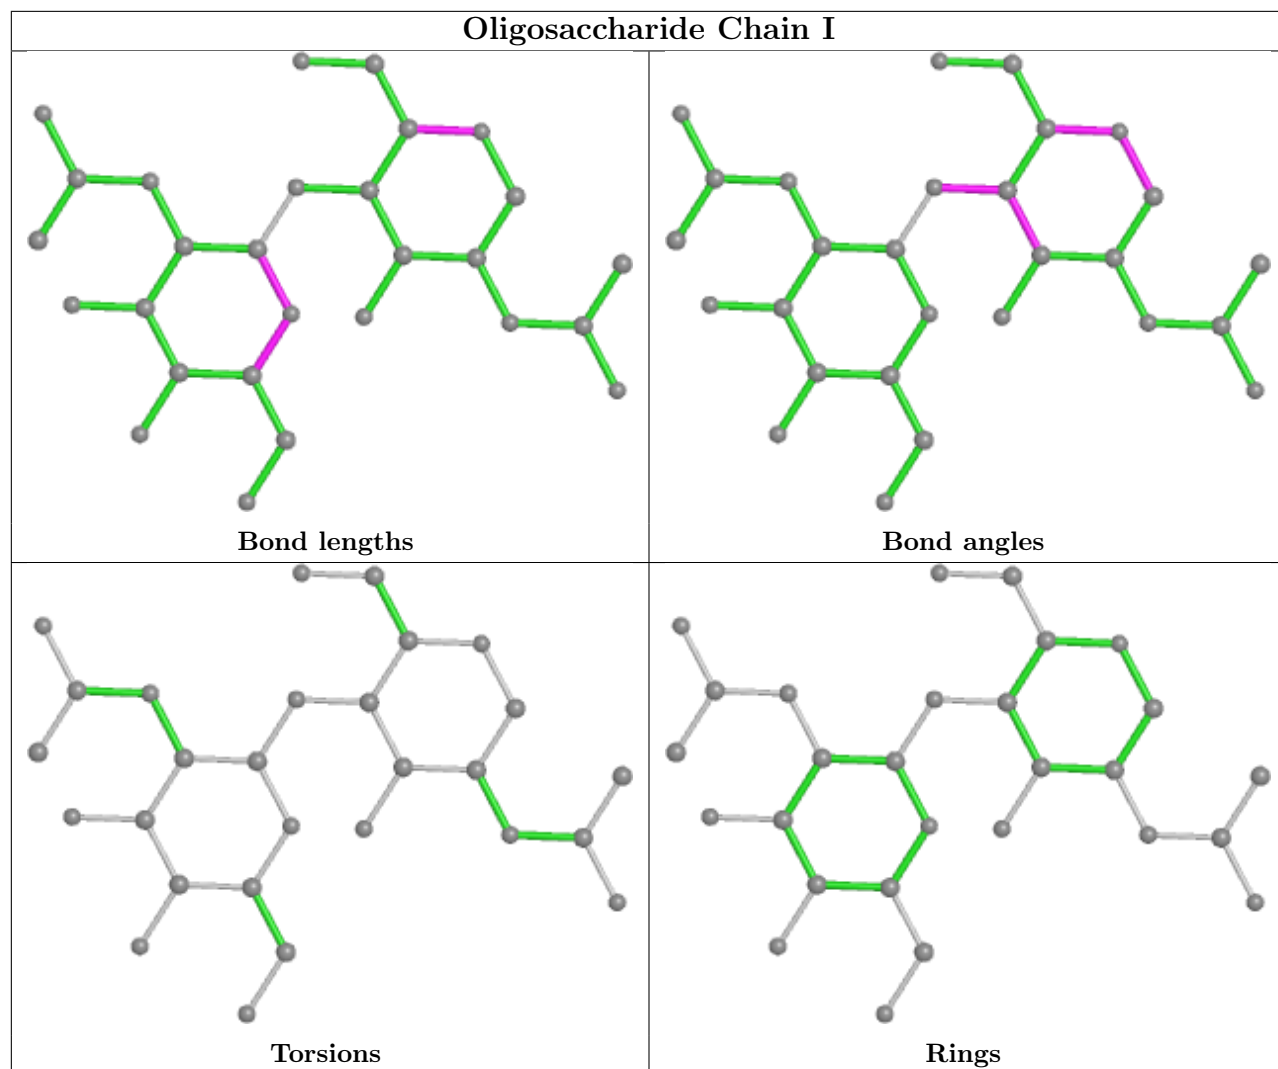 Oligosaccharide Chain I
Bond lengths
Bond angles
Torsions
Rings